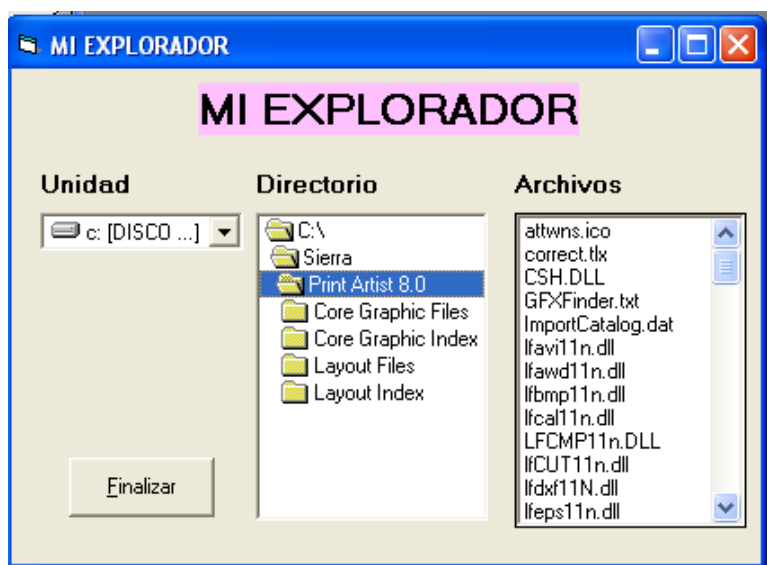 MI EXPLORADOR
MI EXPLORADOR
Unidad
c: [DISCO ...]
Finalizar
Directorio
C:\
Sierra
Print Artist 8.0
Core Graphic Files
Core Graphic Index
Layout Files
Layout Index
Archivos
attwns.ico
correct.tlx
CSH.DLL
GFXFinder.txt
ImportCatalog.dat
lfavi11n.dll
lfawd11n.dll
lfbmp11n.dll
lfcal11n.dll
LFCMP11n.DLL
lfCUT11n.dll
lfdxf11N.dll
lfeps11n.dll